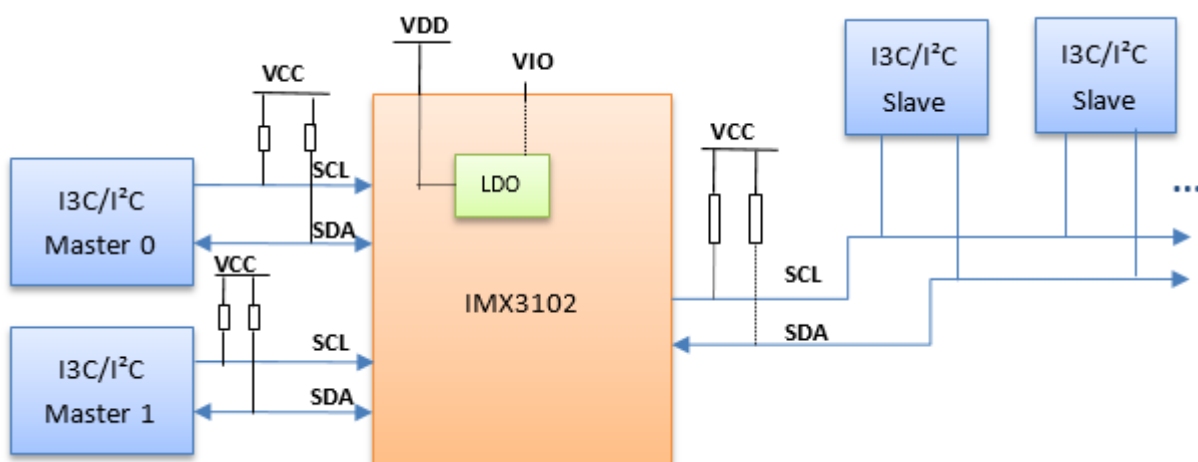 VDD
VIO
VCC
I3C/I²C
Slave
I3C/I²C
Slave
VCC
SCL
LDO
I3C/I²C
Master 0
SDA
...
VCC
SCL
IMX3102
SDA
I3C/I²C
Master 1
SCL
SDA